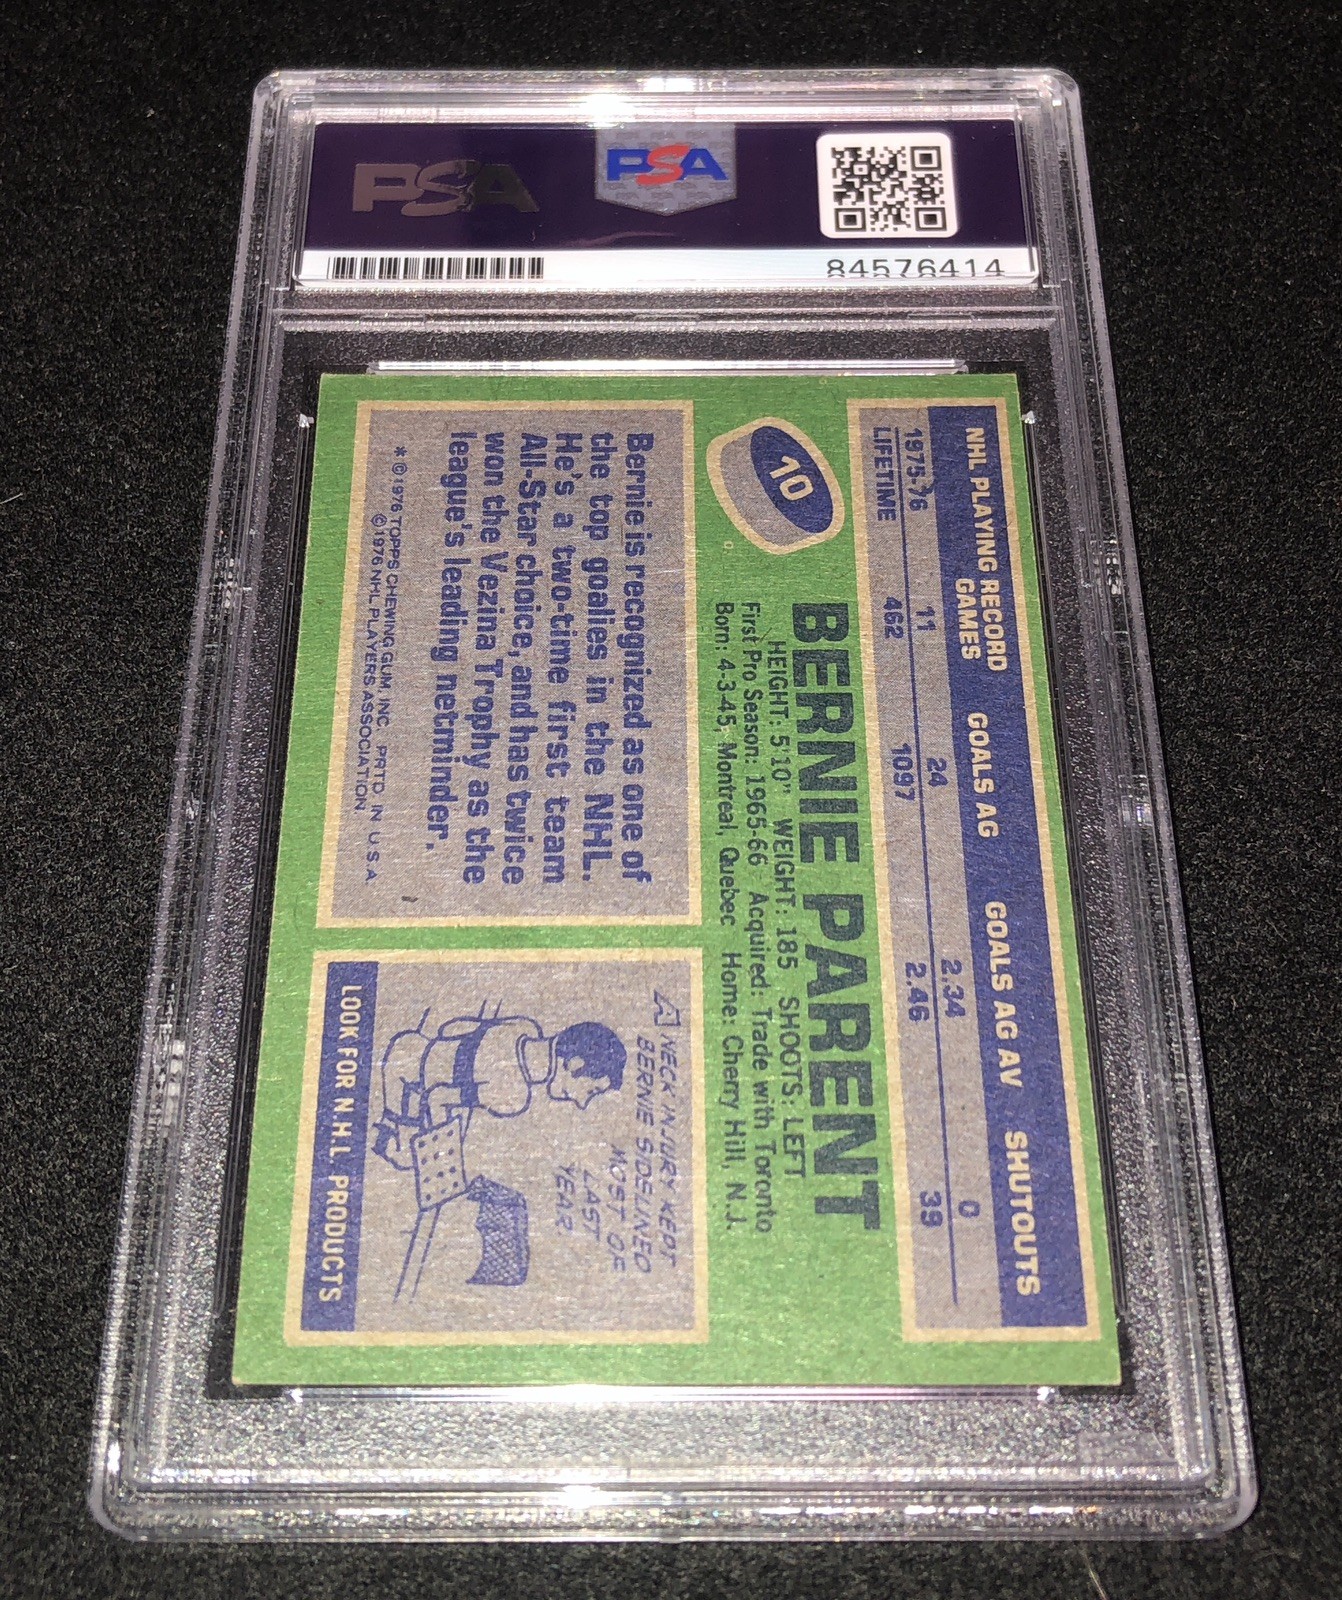 PSA
PSA
84576414
NHL PLAYING RECORD
GAMES GOALS AG GOALS AG AV SHUTOUTS
1975-76 11 24 2.34 0
LIFETIME 462 1097 2.46 39
10
BERNIE PARENT
HEIGHT: 5'10" WEIGHT: 185 SHOOTS: LEFT
First Pro Season: 1965-66 Acquired: Trade with Toronto
Born: 4-3-45, Montreal, Quebec Home: Cherry Hill, N.J.
Bernie is recognized as one of
the top goalies in the NHL.
He's a two-time first team
All-Star choice, and has twice
won the Vezina Trophy as the
league's leading netminder.
* © 1976 TOPPS CHEWING GUM, INC. PRTD. IN U.S.A.
© 1976 NHL PLAYERS ASSOCIATION
A NECK INJURY KEPT
BERNIE SIDELINED
MOST OF
LAST
YEAR.
LOOK FOR N.H.L. PRODUCTS